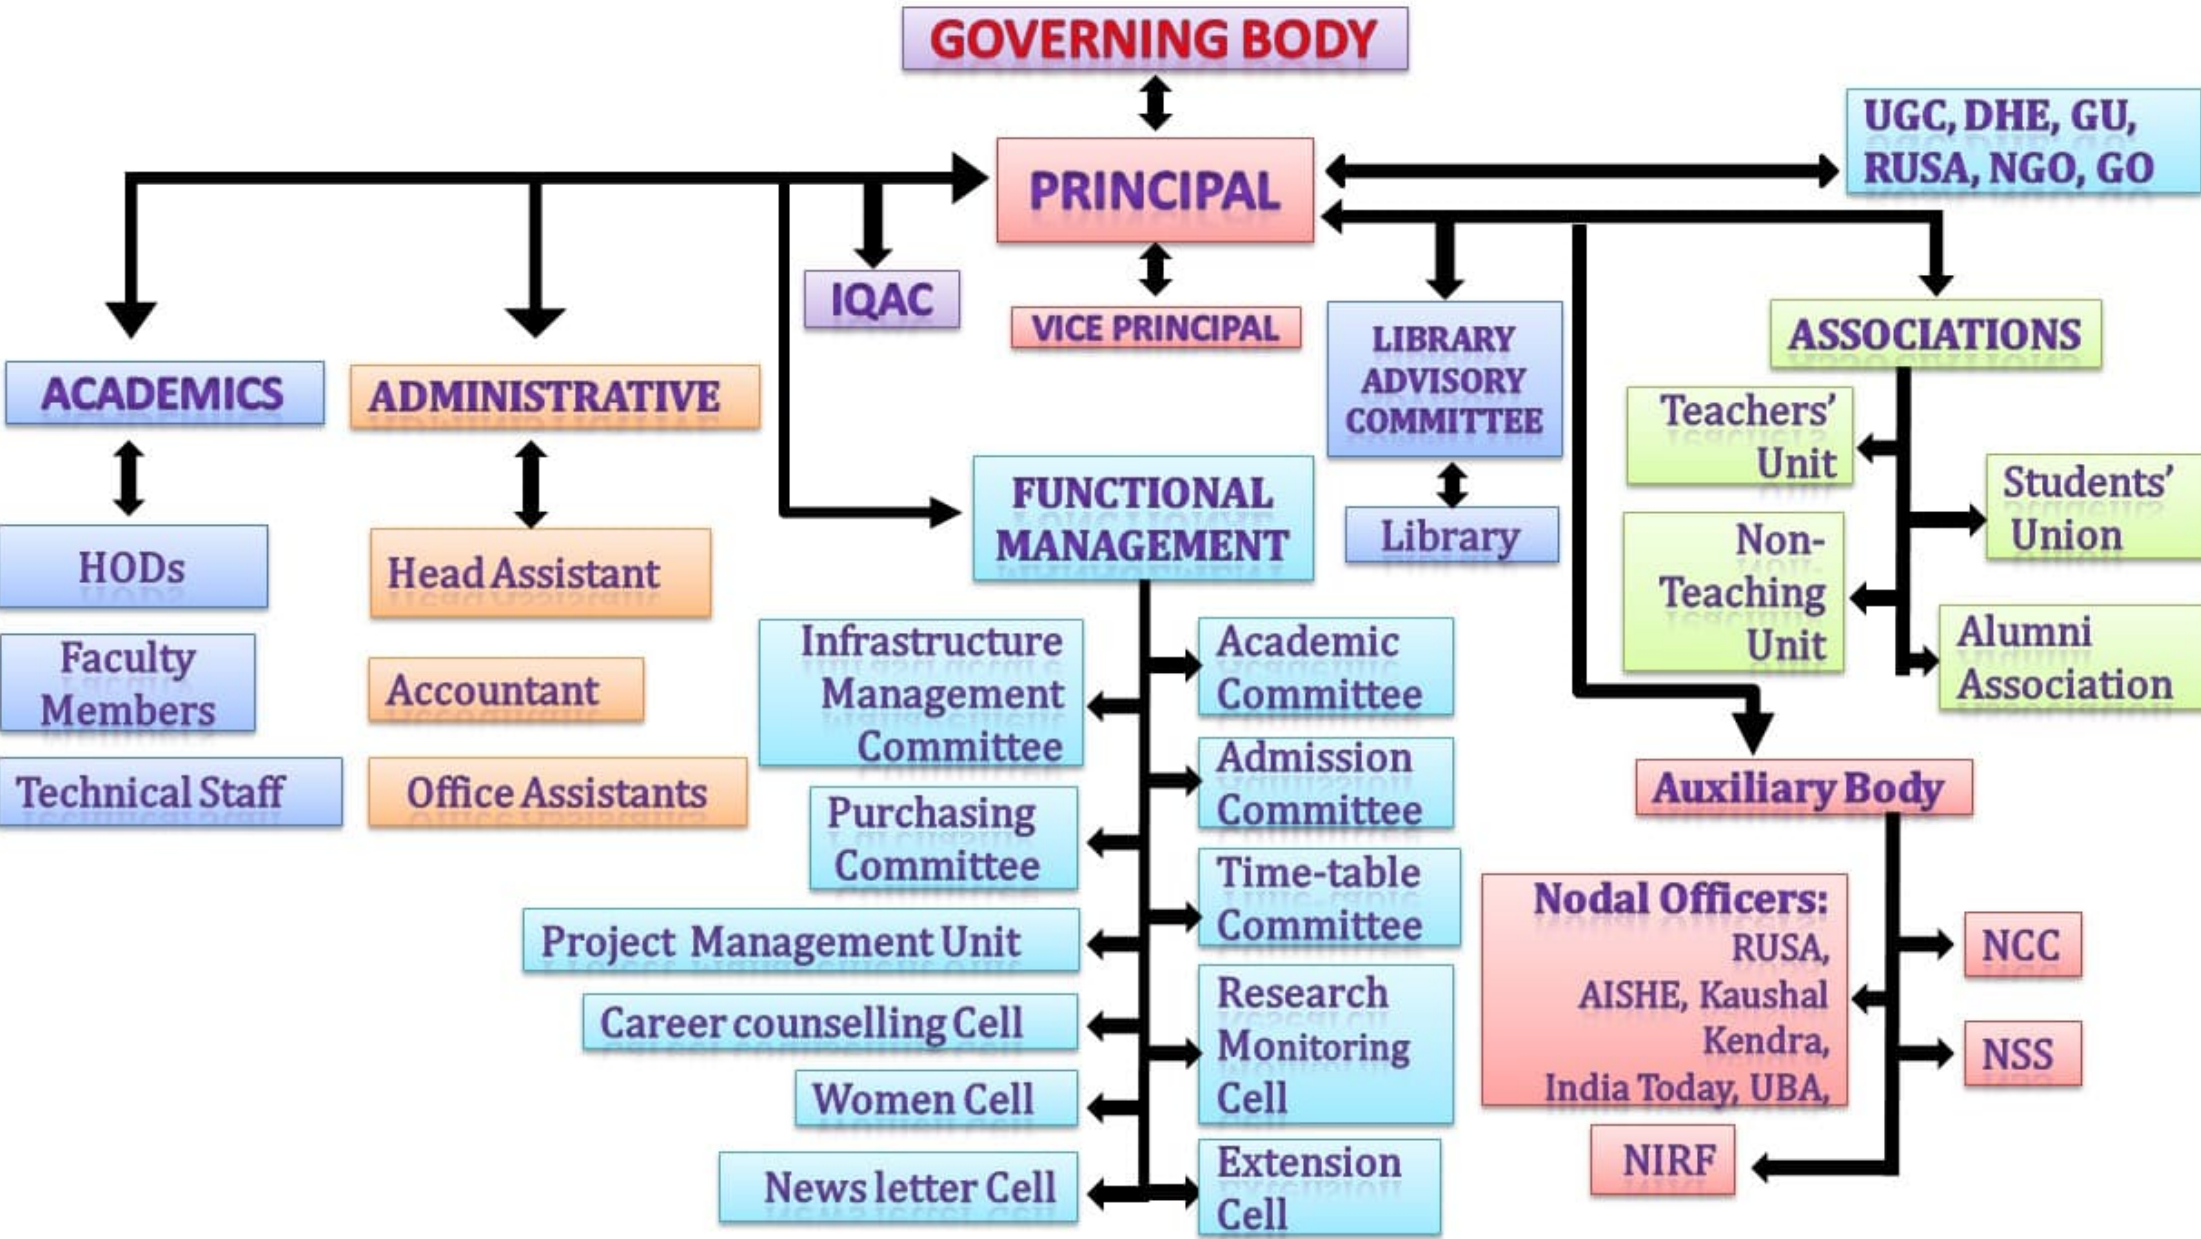 GOVERNING BODY
UGC, DHE, GU,
RUSA, NGO, GO
PRINCIPAL
IQAC
VICE PRINCIPAL
LIBRARY
ADVISORY
COMMITTEE
ASSOCIATIONS
ACADEMICS
ADMINISTRATIVE
Teachers’
Unit
Students’
Union
FUNCTIONAL
MANAGEMENT
Library
HODs
Head Assistant
Non-
Teaching
Unit
Alumni
Association
Faculty
Members
Accountant
Infrastructure
Management
Committee
Academic
Committee
Technical Staff
Office Assistants
Admission
Committee
Auxiliary Body
Purchasing
Committee
Time-table
Committee
Nodal Officers:
RUSA,
AISHE, Kaushal
Kendra,
India Today, UBA,
NCC
Project Management Unit
Career counselling Cell
Research
Monitoring
Cell
NSS
Women Cell
News letter Cell
Extension
Cell
NIRF